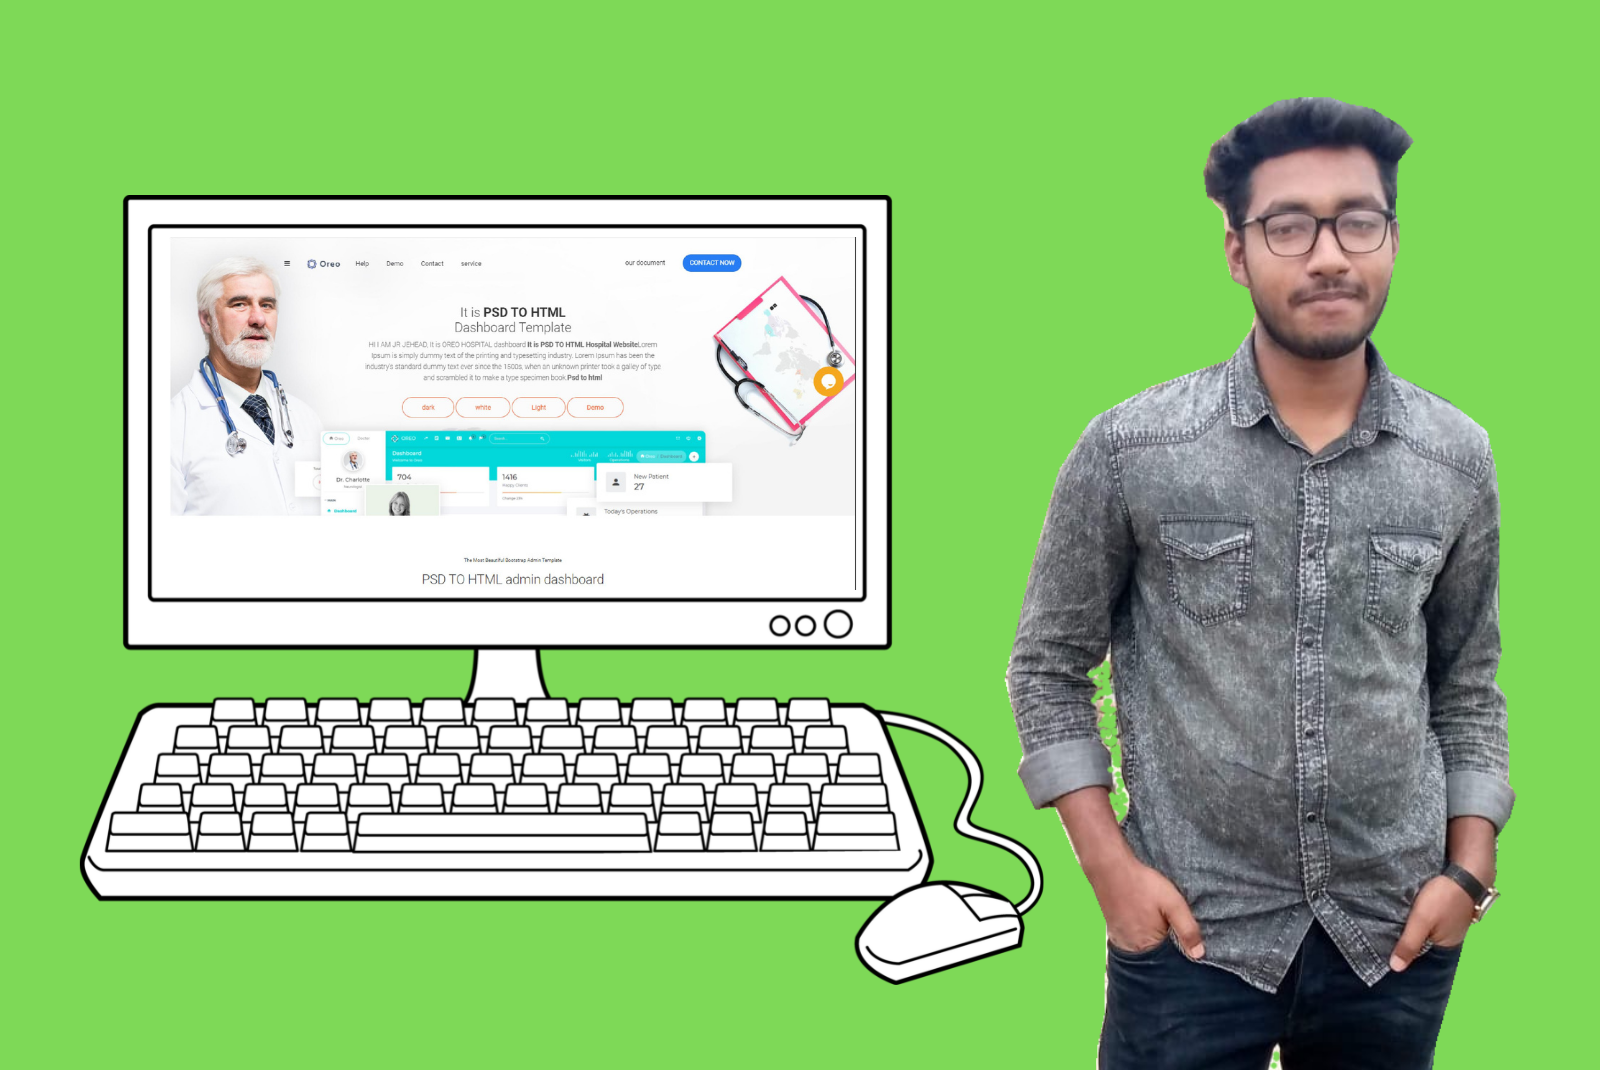 Oreo Help Demo Contact service our document CONTACT NOW
It is PSD TO HTML
Dashboard Template
HI I AM JR JEHEAD, It is OREO HOSPITAL dashboard It is PSD TO HTML Hospital WebsiteLorem
Ipsum is simply dummy text of the printing and typesetting industry. Lorem Ipsum has been the
industry's standard dummy text ever since the 1500s, when an unknown printer took a galley of type
and scrambled it to make a type specimen book.Psd to html
dark white Light Demo
OREO
Dashboard
704
1416
Happy Clients
New Patient
27
Dr. Charlotte
Today's Operations
Dashboard
The Most Beautiful Bootstrap Admin Template
PSD TO HTML admin dashboard